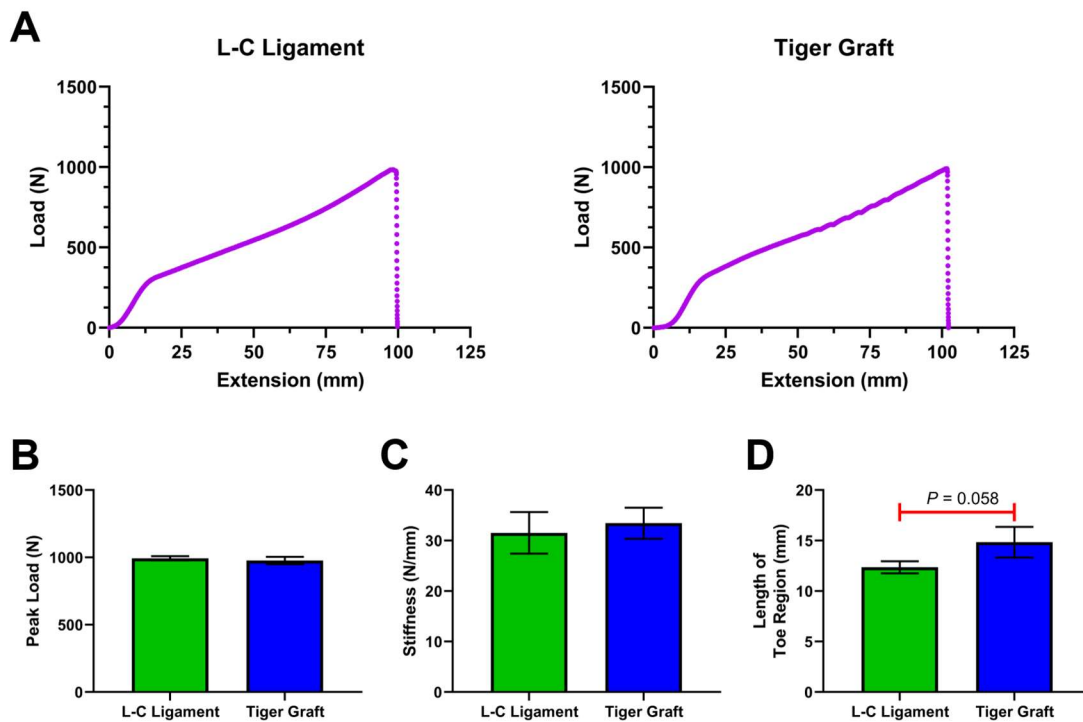 A
L-C Ligament
Load (N)
1500
1000
500
0
0 25 50 75 100 125
Extension (mm)
Tiger Graft
Load (N)
1500
1000
500
0
0 25 50 75 100 125
Extension (mm)
B
Peak Load (N)
1500
1000
500
0
L-C Ligament Tiger Graft
C
Stiffness (N/mm)
40
30
20
10
0
L-C Ligament Tiger Graft
D
Length of
Toe Region (mm)
20
15
10
5
0
P = 0.058
L-C Ligament Tiger Graft